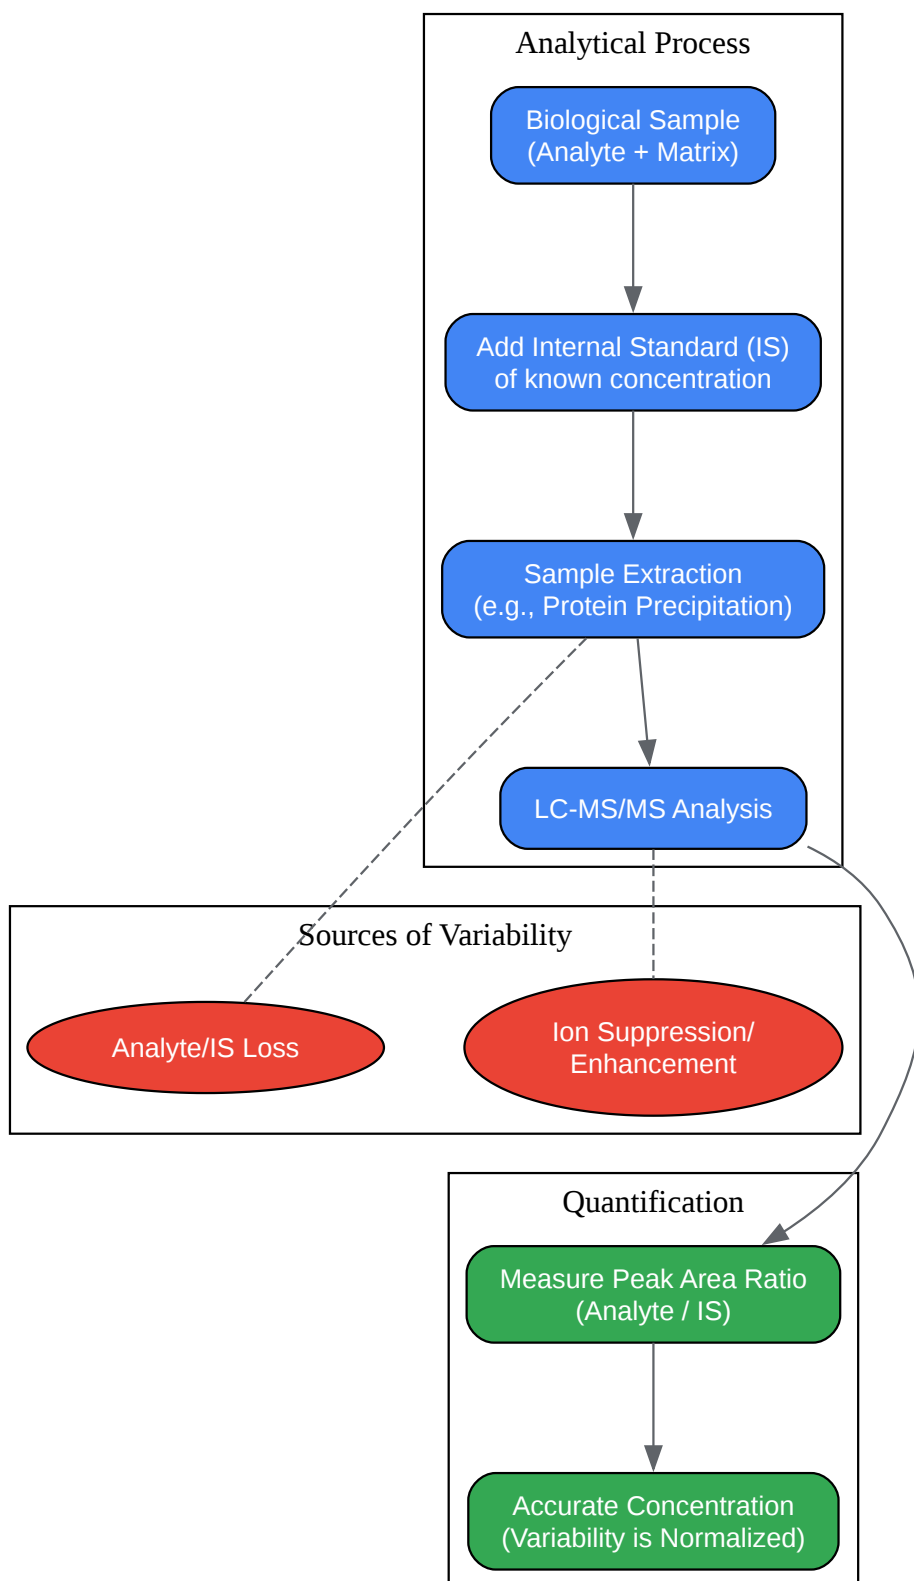 Analytical Process
Biological Sample
(Analyte + Matrix)
Add Internal Standard (IS)
of known concentration
Sample Extraction
(e.g., Protein Precipitation)
LC-MS/MS Analysis
Sources of Variability
Analyte/IS Loss
Ion Suppression/
Enhancement
Quantification
Measure Peak Area Ratio
(Analyte / IS)
Accurate Concentration
(Variability is Normalized)